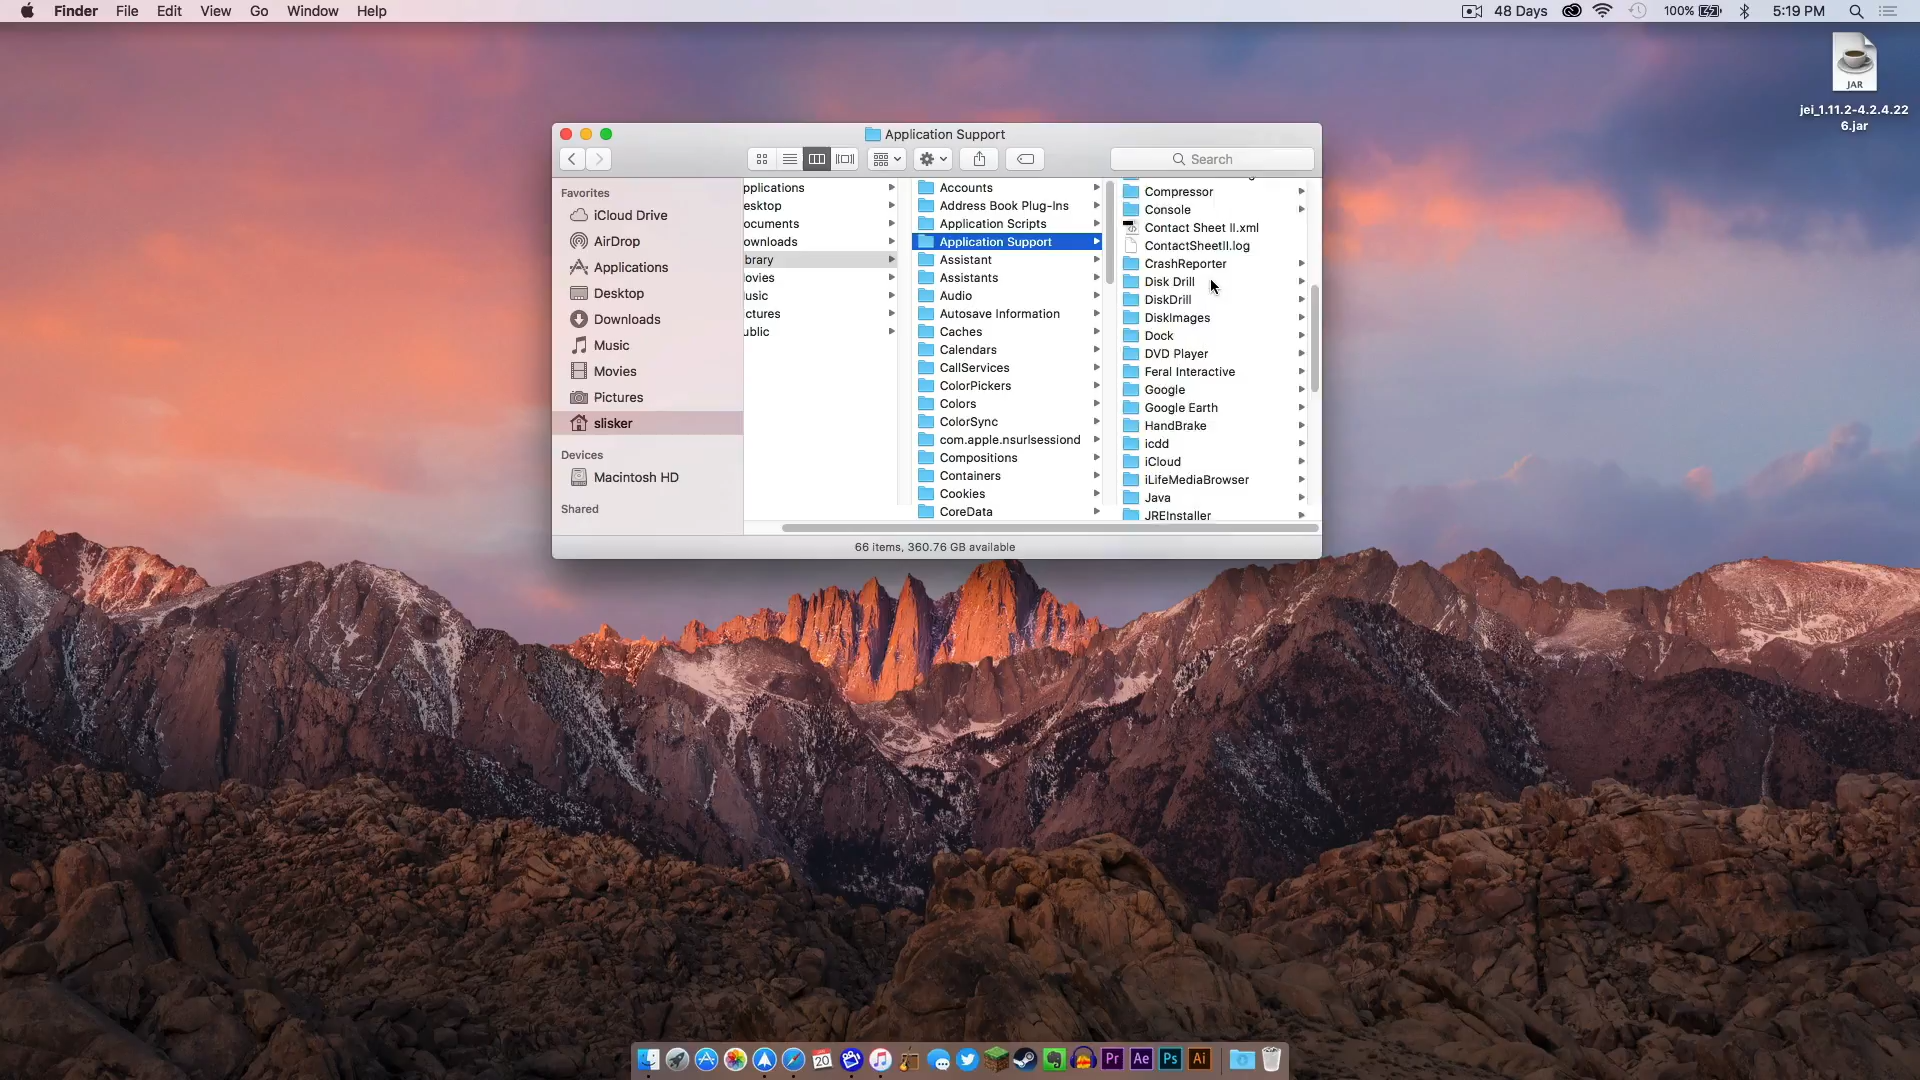 Finder File Edit View Go Window Help
48 Days 100% 5:19 PM
JAR
jei_1.11.2-4.2.4.22
6.jar
Application Support
Search
Favorites
iCloud Drive
AirDrop
Applications
Desktop
Downloads
Music
Movies
Pictures
slisker
Devices
Macintosh HD
Shared
pplications
esktop
ocuments
ownloads
ibrary
ovies
usic
ictures
ublic
Accounts
Address Book Plug-Ins
Application Scripts
Application Support
Assistant
Assistants
Audio
Autosave Information
Caches
Calendars
CallServices
ColorPickers
Colors
ColorSync
com.apple.nsurlsessiond
Compositions
Containers
Cookies
CoreData
Compressor
Console
Contact Sheet II.xml
ContactSheetII.log
CrashReporter
Disk Drill
DiskDrill
DiskImages
Dock
DVD Player
Feral Interactive
Google
Google Earth
HandBrake
icdd
iCloud
iLifeMediaBrowser
Java
JREInstaller
66 items, 360.76 GB available
20
Pr Ae Ps Ai